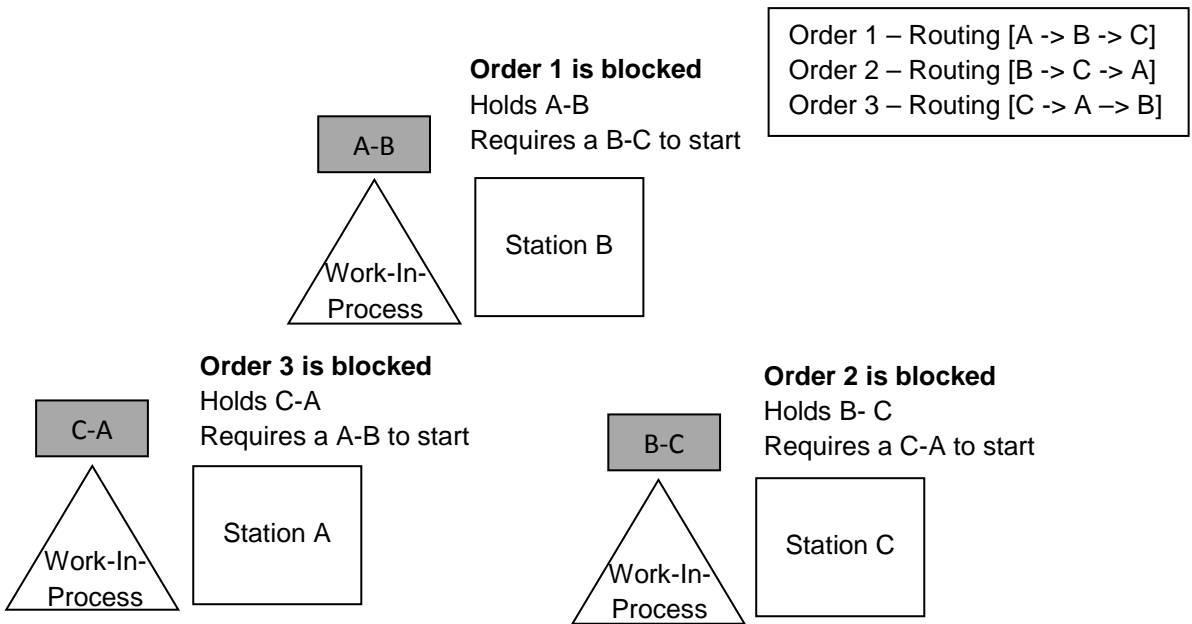 Order 1 – Routing [A -> B -> C]
Order 2 – Routing [B -> C -> A]
Order 3 – Routing [C -> A –> B]
Order 1 is blocked
Holds A-B
Requires a B-C to start
A-B
Station B
Work-In-
Process
Order 3 is blocked
Holds C-A
Requires a A-B to start
C-A
Station A
Work-In-
Process
Order 2 is blocked
Holds B- C
Requires a C-A to start
B-C
Station C
Work-In-
Process